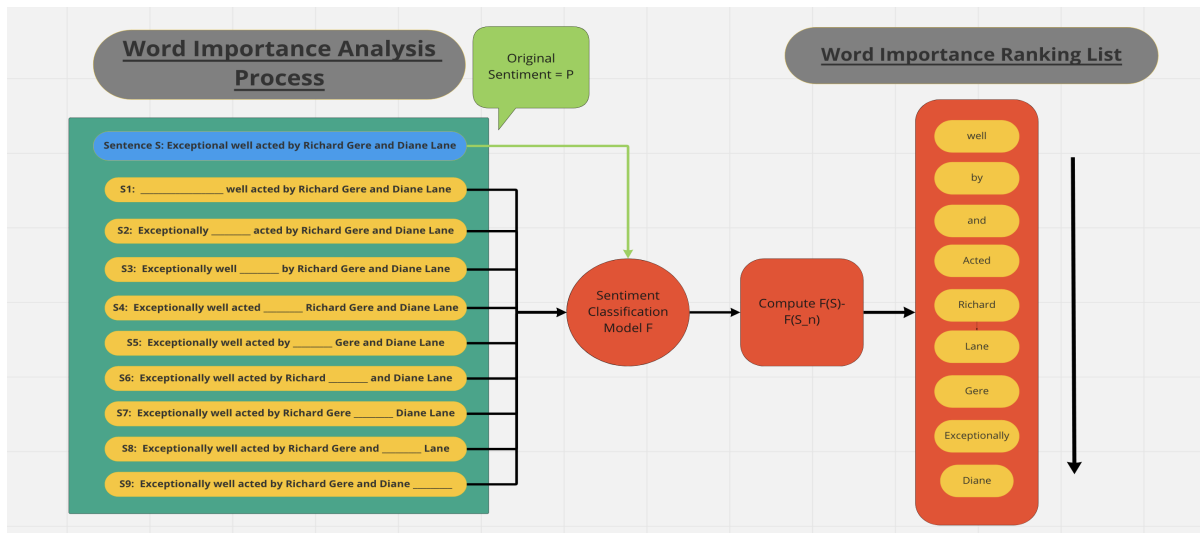 Word Importance Analysis
Process
Original
Sentiment = P
Word Importance Ranking List
Sentence S: Exceptional well acted by Richard Gere and Diane Lane
S1: ________________ well acted by Richard Gere and Diane Lane
S2: Exceptionally ________ acted by Richard Gere and Diane Lane
S3: Exceptionally well ________ by Richard Gere and Diane Lane
S4: Exceptionally well acted ________ Richard Gere and Diane Lane
S5: Exceptionally well acted by ________ Gere and Diane Lane
S6: Exceptionally well acted by Richard ________ and Diane Lane
S7: Exceptionally well acted by Richard Gere ________ Diane Lane
S8: Exceptionally well acted by Richard Gere and ________ Lane
S9: Exceptionally well acted by Richard Gere and Diane ________
Sentiment
Classification
Model F
Compute F(S)-
F(S_n)
well
by
and
Acted
Richard
Lane
Gere
Exceptionally
Diane